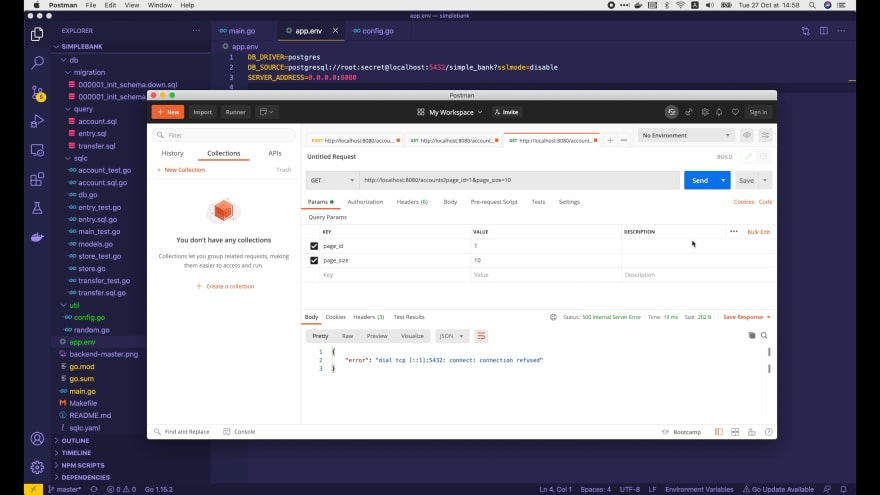 Postman File Edit View Window Help Tue 27 Oct at 14:58
app.env — simplebank
EXPLORER
main.go app.env config.go
SIMPLEBANK
app.env
db
migration
000001_init_schema.down.sql
000001_init_schema
query
account.sql
entry.sql
transfer.sql
sqlc
account_test.go
account.sql.go
db.go
entry_test.go
entry.sql.go
main_test.go
models.go
store_test.go
store.go
transfer_test.go
transfer.sql.go
util
config.go
random.go
app.env
backend-master.png
go.mod
go.sum
main.go
Makefile
README.md
sqlc.yaml
OUTLINE
TIMELINE
NPM SCRIPTS
DEPENDENCIES
1 DB_DRIVER=postgres
2 DB_SOURCE=postgresql://root:secret@localhost:5432/simple_bank?sslmode=disable
3 SERVER_ADDRESS=0.0.0.0:8080
4
Postman
New Import Runner My Workspace Invite Sign In
Filter
History Collections APIs
New Collection Trash
You don't have any collections
Collections let you group related requests, making
them easier to access and run.
Create a collection
POST http://localhost:8080/accou... GET http://localhost:8080/account... GET http://localhost:8080/account...
No Environment
Untitled Request BUILD
GET http://localhost:8080/accounts?page_id=1&page_size=10 Send Save
Params Authorization Headers (6) Body Pre-request Script Tests Settings Cookies Code
Query Params
KEY VALUE DESCRIPTION Bulk Edit
page_id 1
page_size 10
Key Value Description
Body Cookies Headers (3) Test Results Status: 500 Internal Server Error Time: 13 ms Size: 202 B Save Response
Pretty Raw Preview Visualize JSON
1 {
2 "error": "dial tcp [::1]:5432: connect: connection refused"
3 }
Find and Replace Console Bootcamp
master* 0 0 Go 1.15.2 Ln 4, Col 1 Spaces: 4 UTF-8 LF Environment Variables Go Update Available